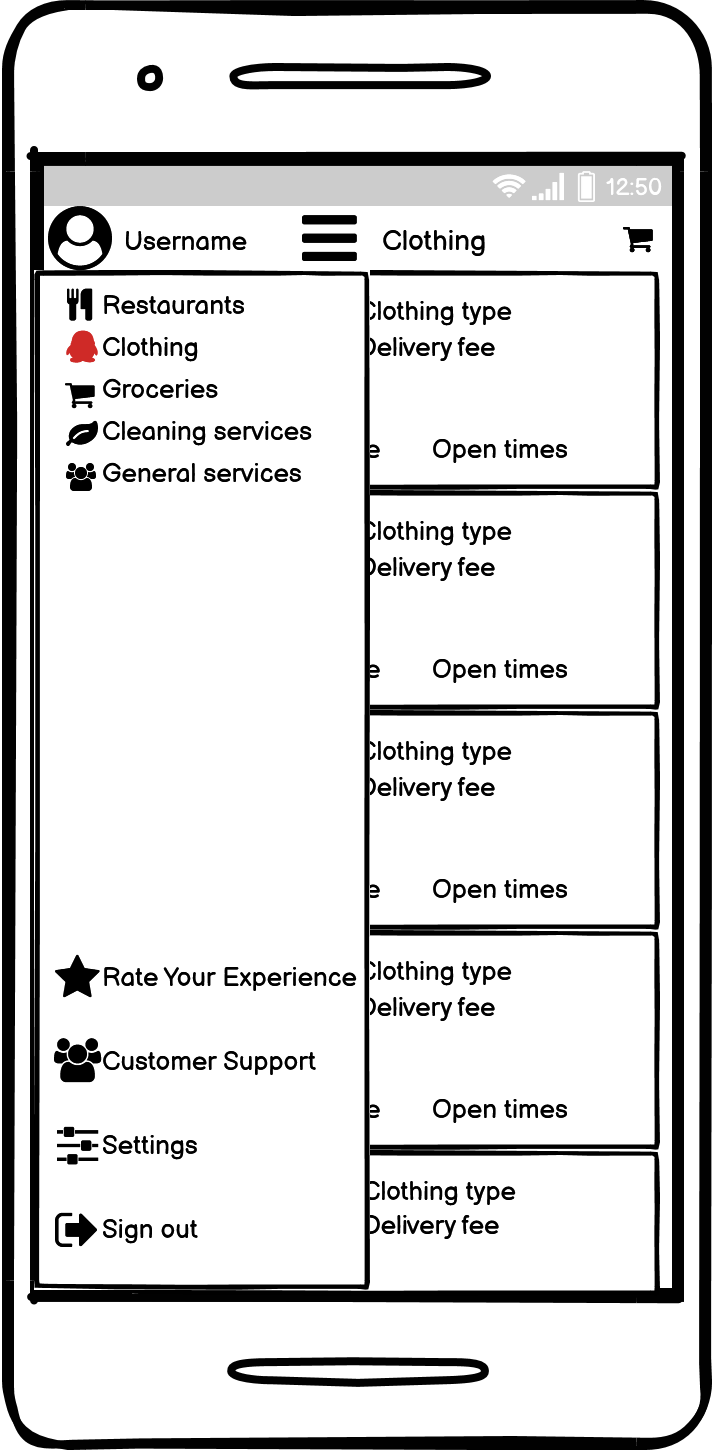 12:50
Username
Clothing
Restaurants
Clothing
Groceries
Cleaning services
General services
Rate Your Experience
Customer Support
Settings
Sign out
Clothing type
Delivery fee
e Open times
Clothing type
Delivery fee
e Open times
Clothing type
Delivery fee
e Open times
Clothing type
Delivery fee
e Open times
Clothing type
Delivery fee